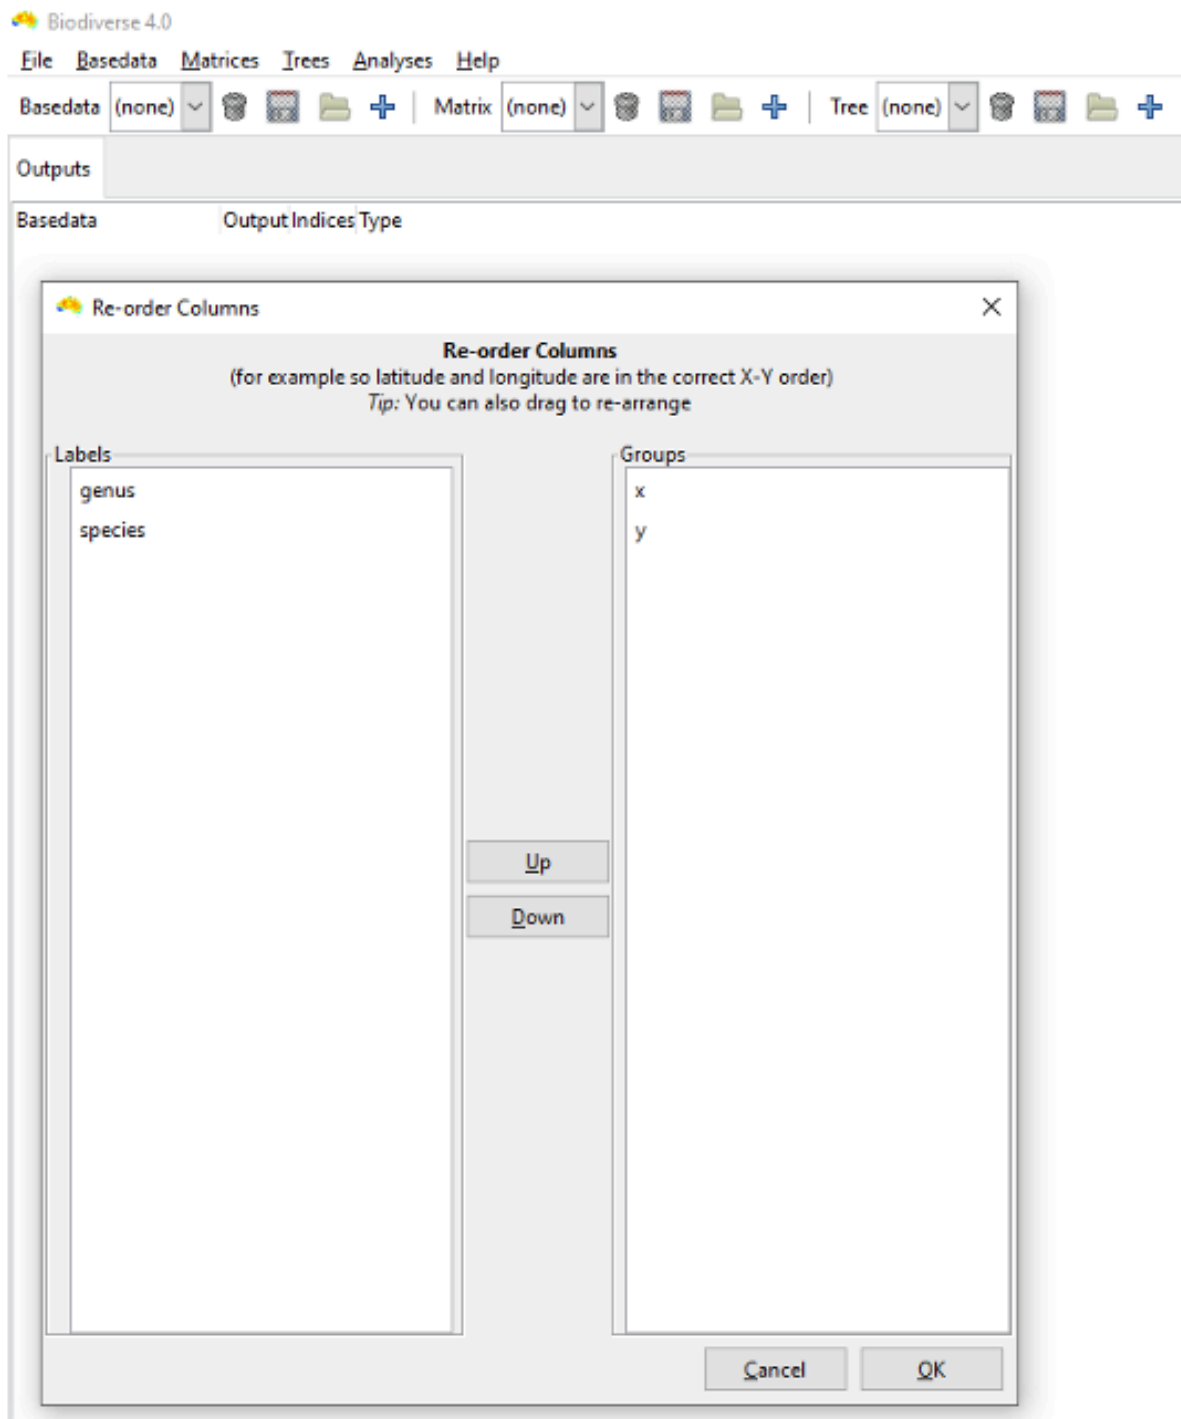 Biodiverse 4.0
File Basedata Matrices Trees Analyses Help
Basedata (none) Matrix (none) Tree (none)
Outputs
Basedata Output Indices Type
Re-order Columns
Re-order Columns
(for example so latitude and longitude are in the correct X-Y order)
Tip: You can also drag to re-arrange
Labels Groups
genus x
species y
Up
Down
Cancel OK